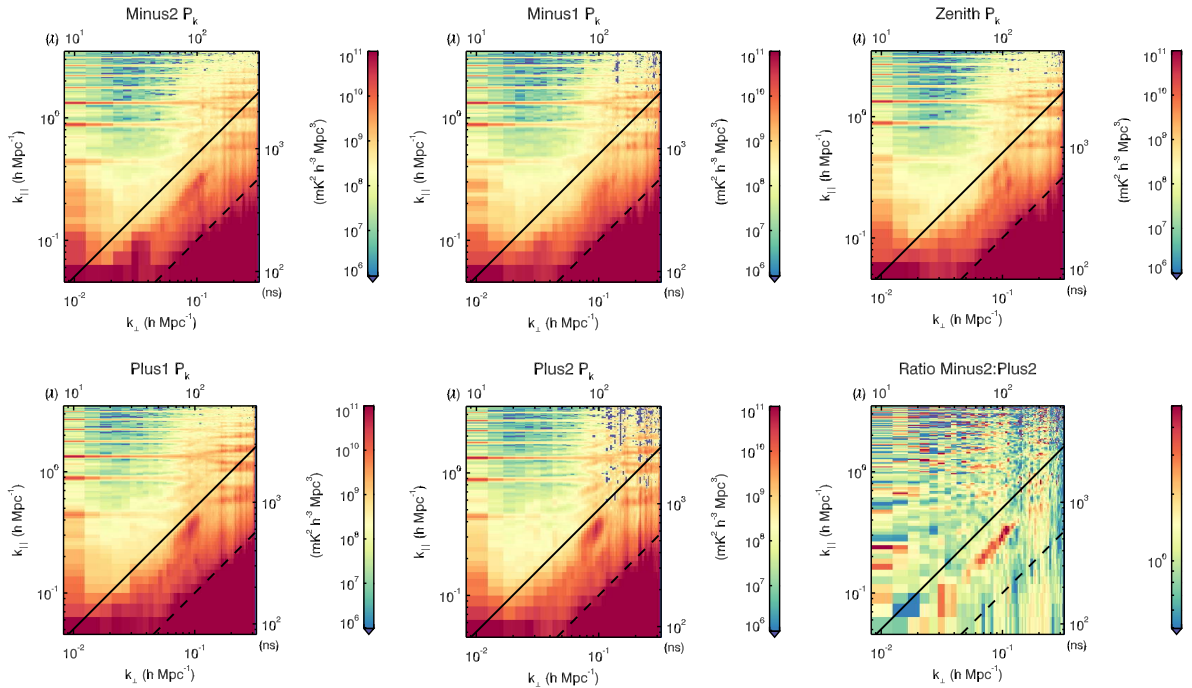 Minus2 P_k
(λ) 10^1 10^2
10^0
10^-1
k_|| (h Mpc^-1)
10^3
10^2
(ns)
10^-2 10^-1
k_⊥ (h Mpc^-1)
10^11
10^10
10^9
10^8
10^7
10^6
(mK^2 h^-3 Mpc^3)
Minus1 P_k
(λ) 10^1 10^2
10^0
10^-1
k_|| (h Mpc^-1)
10^3
10^2
(ns)
10^-2 10^-1
k_⊥ (h Mpc^-1)
10^11
10^10
10^9
10^8
10^7
10^6
(mK^2 h^-3 Mpc^3)
Zenith P_k
(λ) 10^1 10^2
10^0
10^-1
k_|| (h Mpc^-1)
10^3
10^2
(ns)
10^-2 10^-1
k_⊥ (h Mpc^-1)
10^11
10^10
10^9
10^8
10^7
10^6
(mK^2 h^-3 Mpc^3)
Plus1 P_k
(λ) 10^1 10^2
10^0
10^-1
k_|| (h Mpc^-1)
10^3
10^2
(ns)
10^-2 10^-1
k_⊥ (h Mpc^-1)
10^11
10^10
10^9
10^8
10^7
10^6
(mK^2 h^-3 Mpc^3)
Plus2 P_k
(λ) 10^1 10^2
10^0
10^-1
k_|| (h Mpc^-1)
10^3
10^2
(ns)
10^-2 10^-1
k_⊥ (h Mpc^-1)
10^11
10^10
10^9
10^8
10^7
10^6
(mK^2 h^-3 Mpc^3)
Ratio Minus2:Plus2
(λ) 10^1 10^2
10^0
10^-1
k_|| (h Mpc^-1)
10^3
10^2
(ns)
10^-2 10^-1
k_⊥ (h Mpc^-1)
10^0